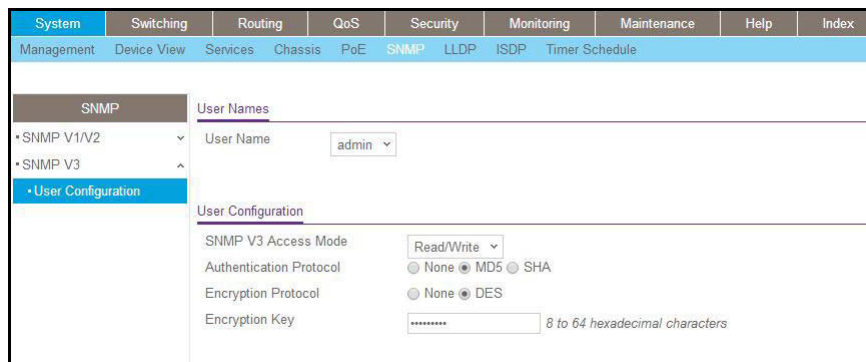 System Switching Routing QoS Security Monitoring Maintenance Help Index
Management Device View Services Chassis PoE SNMP LLDP ISDP Timer Schedule
SNMP
• SNMP V1/V2
• SNMP V3
• User Configuration
User Names
User Name admin
User Configuration
SNMP V3 Access Mode Read/Write
Authentication Protocol None MD5 SHA
Encryption Protocol None DES
Encryption Key ••••••••• 8 to 64 hexadecimal characters